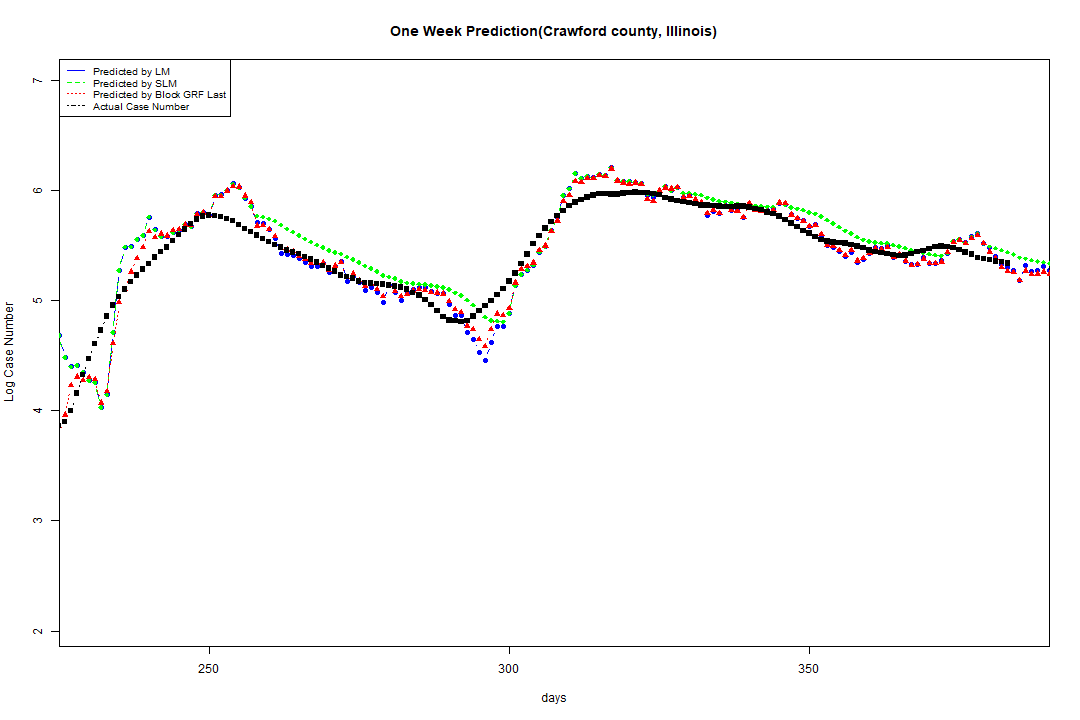 One Week Prediction(Crawford county, Illinois)
Predicted by LM
Predicted by SLM
Predicted by Block GRF Last
Actual Case Number
7
6
5
4
3
2
Log Case Number
250
300
350
days